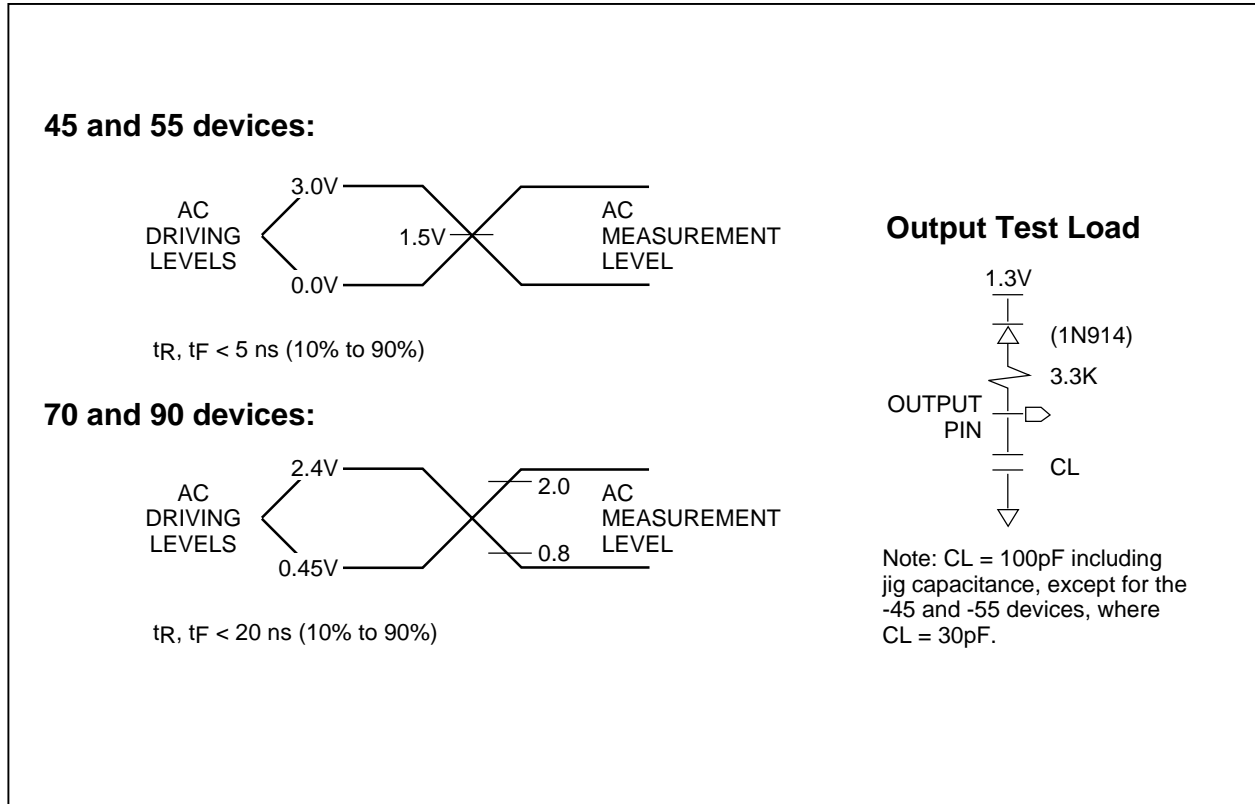 45 and 55 devices:
AC
DRIVING
LEVELS
3.0V
0.0V
1.5V
AC
MEASUREMENT
LEVEL
tR, tF < 5 ns (10% to 90%)
70 and 90 devices:
AC
DRIVING
LEVELS
2.4V
0.45V
2.0
0.8
AC
MEASUREMENT
LEVEL
tR, tF < 20 ns (10% to 90%)
Output Test Load
1.3V
(1N914)
3.3K
OUTPUT
PIN
CL
Note: CL = 100pF including
jig capacitance, except for the
-45 and -55 devices, where
CL = 30pF.